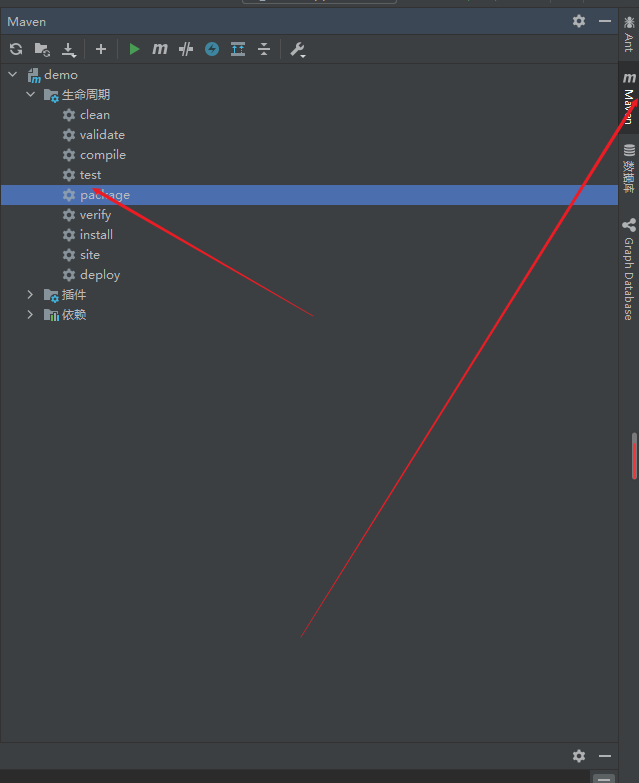 Maven
demo
生命周期
clean
validate
compile
test
package
verify
install
site
deploy
插件
依赖
Ant
Maven
数据库
Graph Database